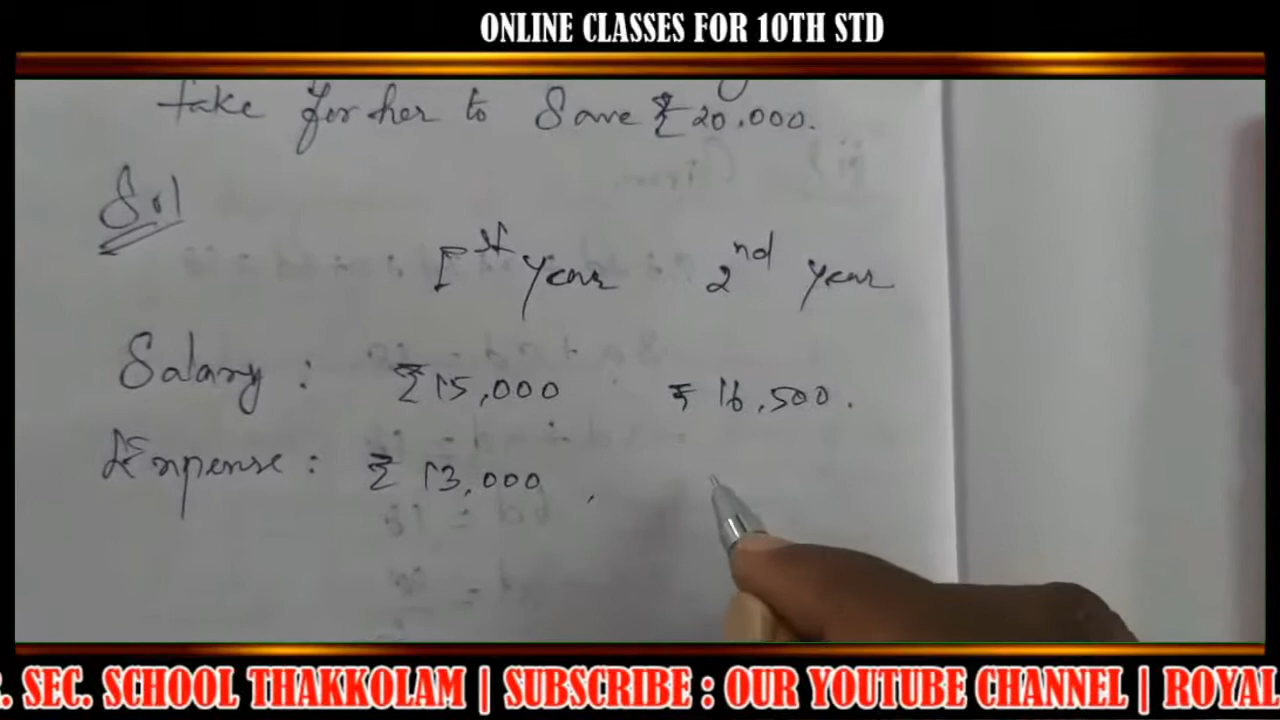 ONLINE CLASSES FOR 10TH STD
take for her to Save ₹ 20,000.
Sol
Ist year 2nd year
Salary : ₹ 15,000 ₹ 16,500.
Expense : ₹ 13,000 ,
. SEC. SCHOOL THAKKOLAM | SUBSCRIBE : OUR YOUTUBE CHANNEL | ROYAL